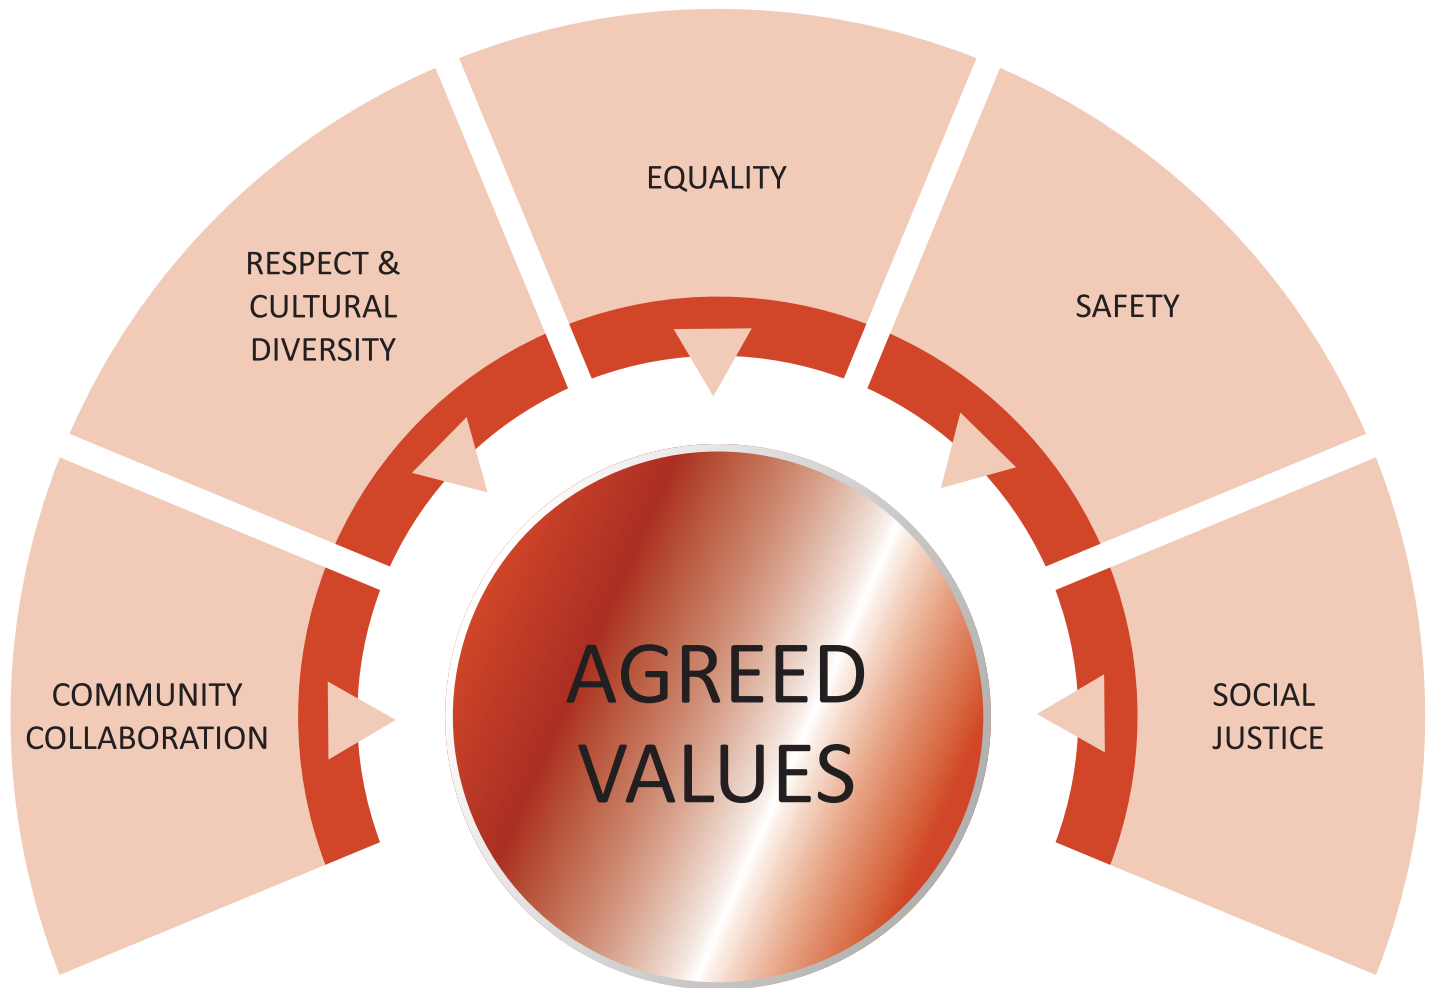 EQUALITY
RESPECT &
CULTURAL
DIVERSITY
SAFETY
COMMUNITY
COLLABORATION
AGREED
VALUES
SOCIAL
JUSTICE